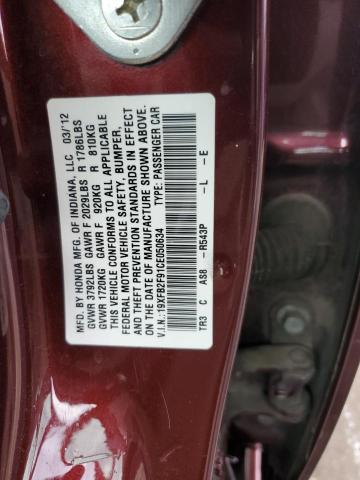 MFD. BY HONDA MFG. OF INDIANA, LLC 03/12
GVWR 3792LBS GAWR F 2029LBS R 1786LBS
GVWR 1720KG GAWR F 920KG R 810KG
THIS VEHICLE CONFORMS TO ALL APPLICABLE
FEDERAL MOTOR VEHICLE SAFETY, BUMPER,
AND THEFT PREVENTION STANDARDS IN EFFECT
ON THE DATE OF MANUFACTURE SHOWN ABOVE.
V.I.N.:19XFB2F91CE050634 TYPE: PASSENGER CAR
TR3 C AS8 - R543P - L - E